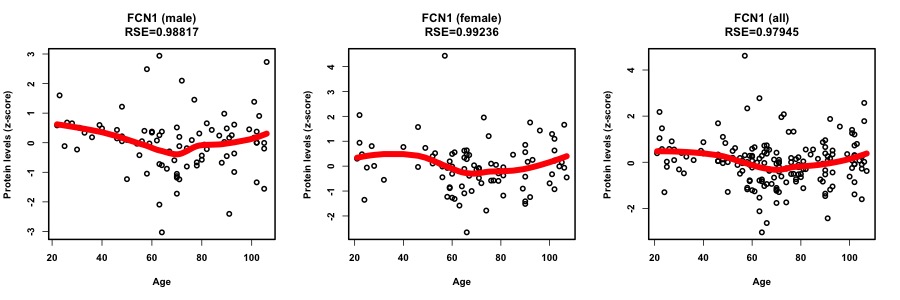 FCN1 (male)
RSE=0.98817
Protein levels (z-score)
3
2
1
0
-1
-2
-3
20 40 60 80 100
Age
FCN1 (female)
RSE=0.99236
Protein levels (z-score)
4
3
2
1
0
-1
-2
20 40 60 80 100
Age
FCN1 (all)
RSE=0.97945
Protein levels (z-score)
4
2
0
-2
20 40 60 80 100
Age